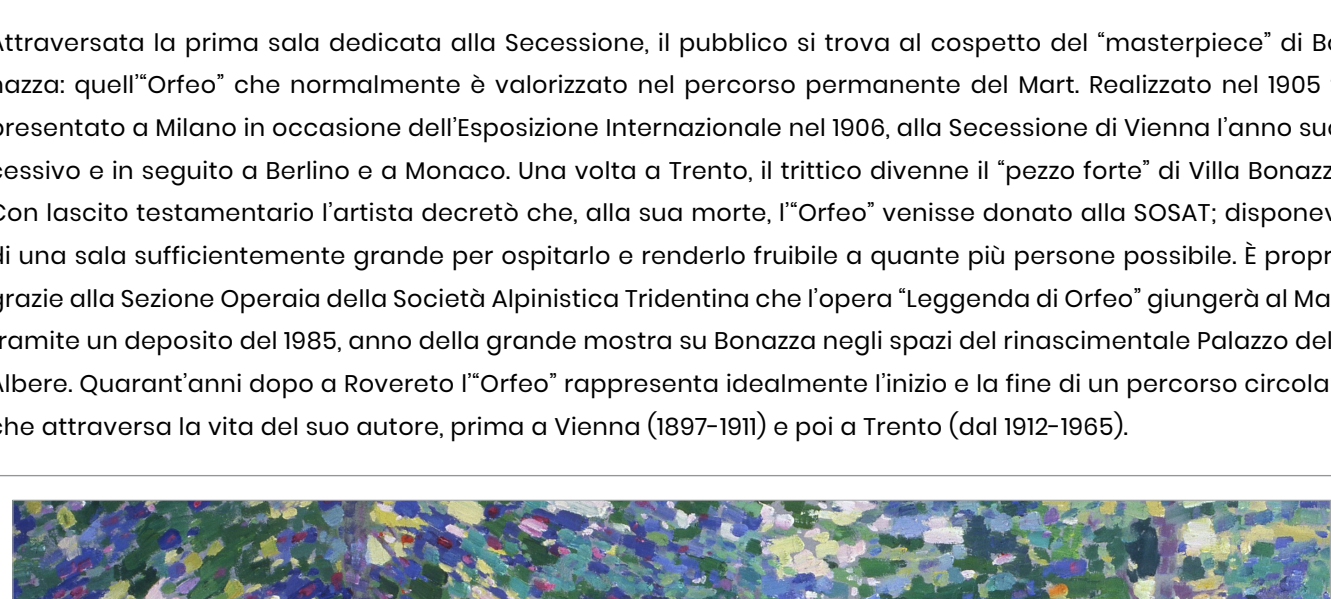 Attraversata la prima sala dedicata alla Secessione, il pubblico si trova al cospetto del “masterpiece” di Bo
nazza: quell’“Orfeo” che normalmente è valorizzato nel percorso permanente del Mart. Realizzato nel 1905
presentato a Milano in occasione dell’Esposizione Internazionale nel 1906, alla Secessione di Vienna l’anno suc
cessivo e in seguito a Berlino e a Monaco. Una volta a Trento, il trittico divenne il “pezzo forte” di Villa Bonazz
Con lascito testamentario l’artista decretò che, alla sua morte, l’“Orfeo” venisse donato alla SOSAT; disponev
di una sala sufficientemente grande per ospitarlo e renderlo fruibile a quante più persone possibile. È propr
grazie alla Sezione Operaia della Società Alpinistica Tridentina che l’opera “Leggenda di Orfeo” giungerà al Ma
tramite un deposito del 1985, anno della grande mostra su Bonazza negli spazi del rinascimentale Palazzo del
Albere. Quarant’anni dopo a Rovereto l’“Orfeo” rappresenta idealmente l’inizio e la fine di un percorso circola
che attraversa la vita del suo autore, prima a Vienna (1897-1911) e poi a Trento (dal 1912-1965).